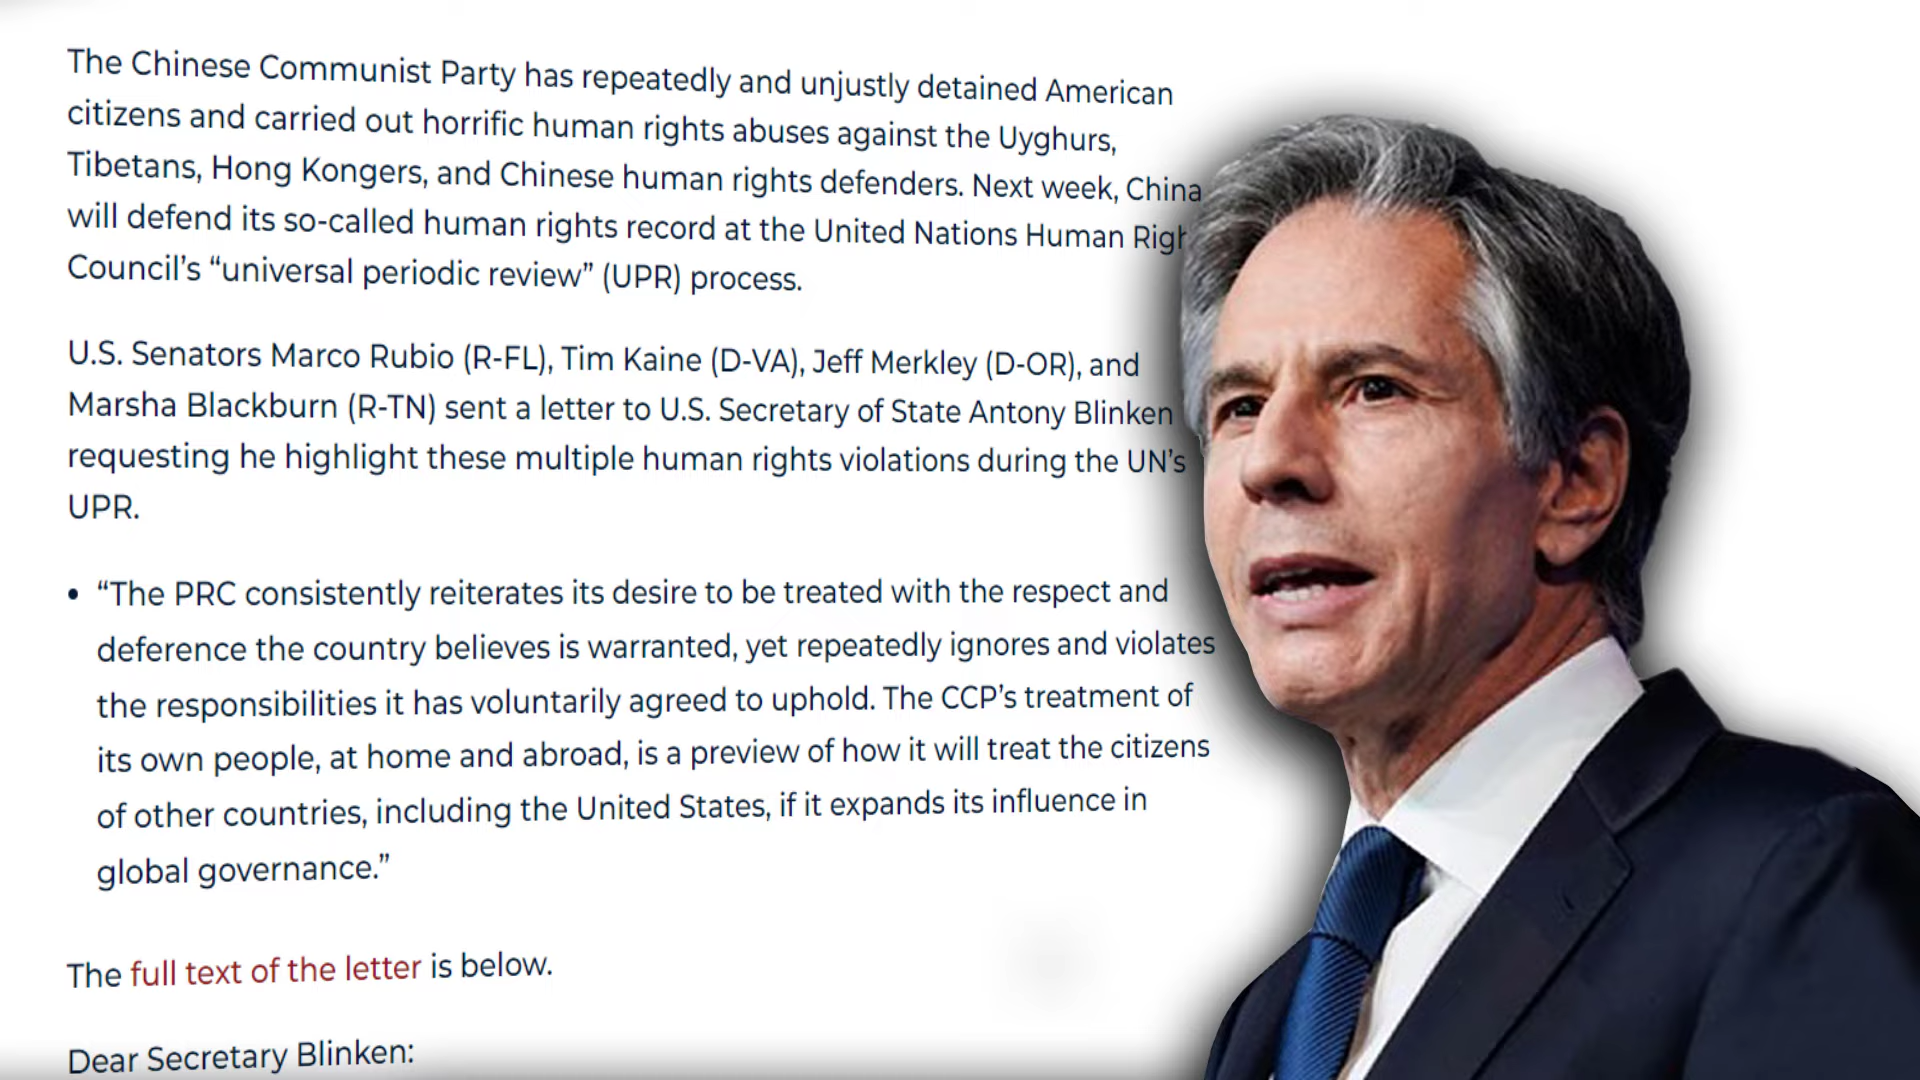 The Chinese Communist Party has repeatedly and unjustly detained American
citizens and carried out horrific human rights abuses against the Uyghurs,
Tibetans, Hong Kongers, and Chinese human rights defenders. Next week, China
will defend its so-called human rights record at the United Nations Human
Council’s “universal periodic review” (UPR) process.
U.S. Senators Marco Rubio (R-FL), Tim Kaine (D-VA), Jeff Merkley (D-OR), and
Marsha Blackburn (R-TN) sent a letter to U.S. Secretary of State Antony Blinken
requesting he highlight these multiple human rights violations during the UN’s
UPR.
• “The PRC consistently reiterates its desire to be treated with the respect and
deference the country believes is warranted, yet repeatedly ignores and violates
the responsibilities it has voluntarily agreed to uphold. The CCP’s treatment of
its own people, at home and abroad, is a preview of how it will treat the citizens
of other countries, including the United States, if it expands its influence in
global governance.”
The full text of the letter is below.
Dear Secretary Blinken: